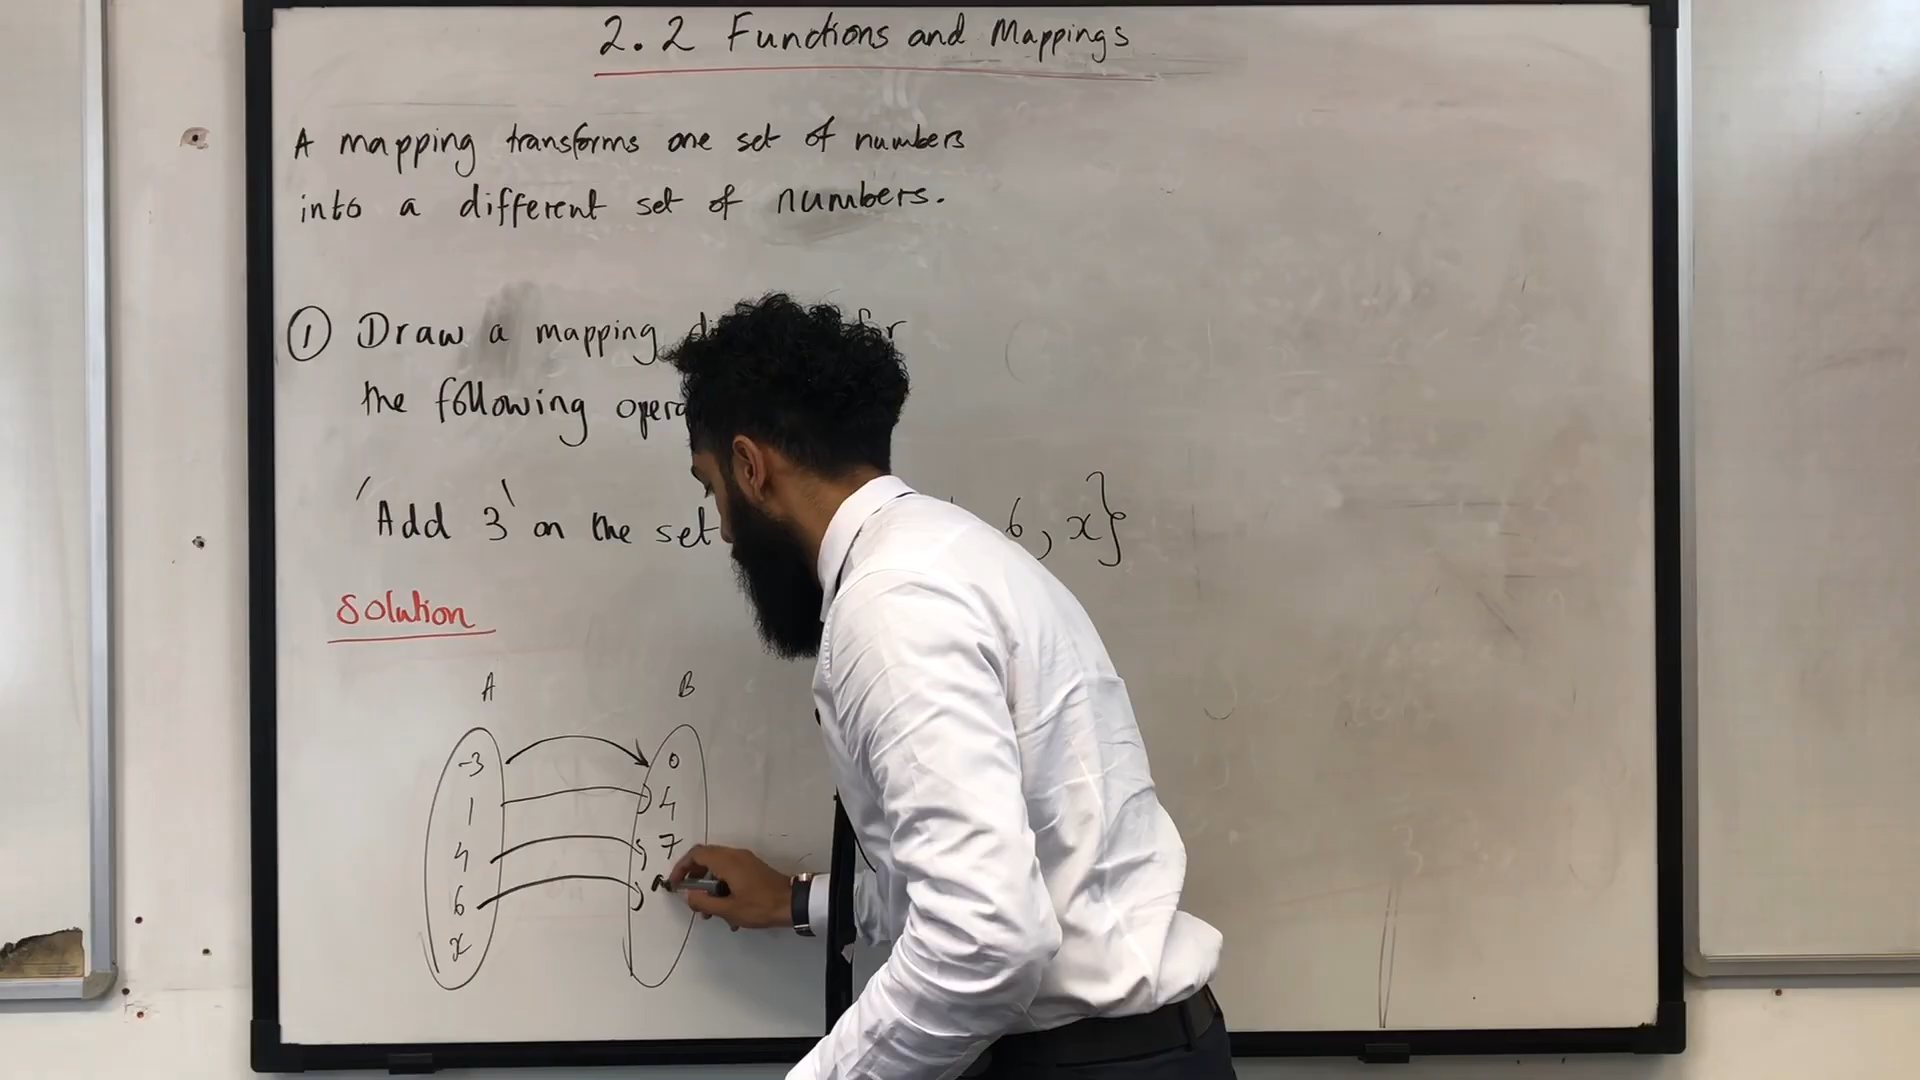 2.2 Functions and Mappings
A mapping transforms one set of numbers
into a different set of numbers.
① Draw a mapping for
the following
'Add 3' on the set 6, x}
Solution
A B
-3 0
1 4
4 7
6
x